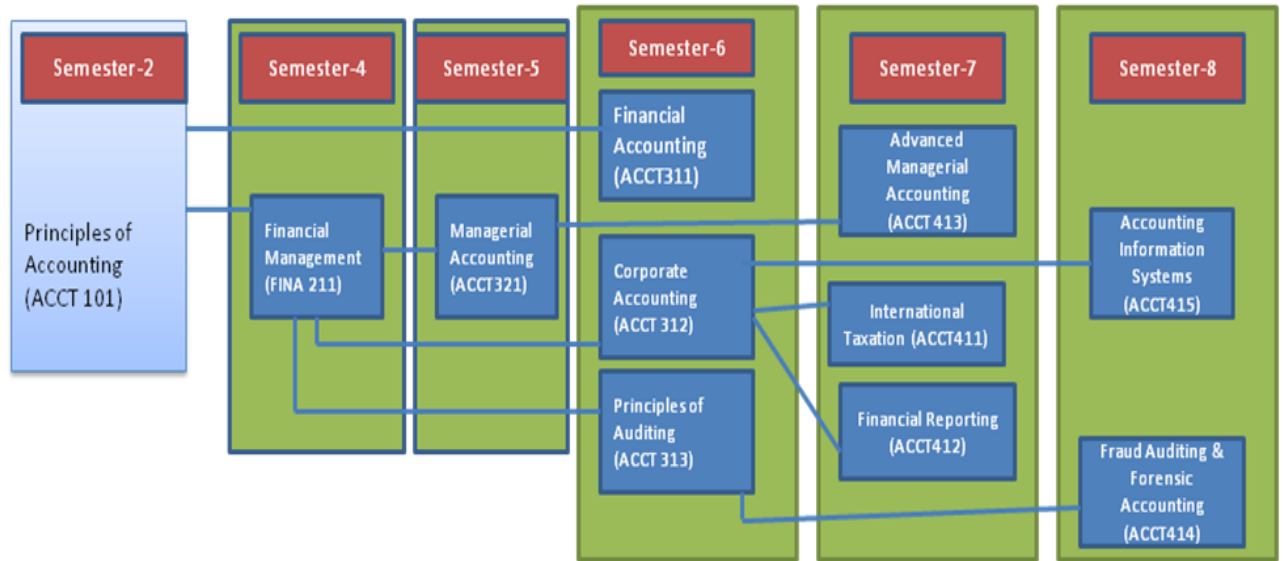 Semester-2
Principles of
Accounting
(ACCT 101)
Semester-4
Financial
Management
(FINA 211)
Semester-5
Managerial
Accounting
(ACCT321)
Semester-6
Financial
Accounting
(ACCT311)
Corporate
Accounting
(ACCT 312)
Principles of
Auditing
(ACCT 313)
Semester-7
Advanced
Managerial
Accounting
(ACCT413)
International
Taxation (ACCT411)
Financial Reporting
(ACCT412)
Semester-8
Accounting
Information
Systems
(ACCT415)
Fraud Auditing &
Forensic
Accounting
(ACCT414)